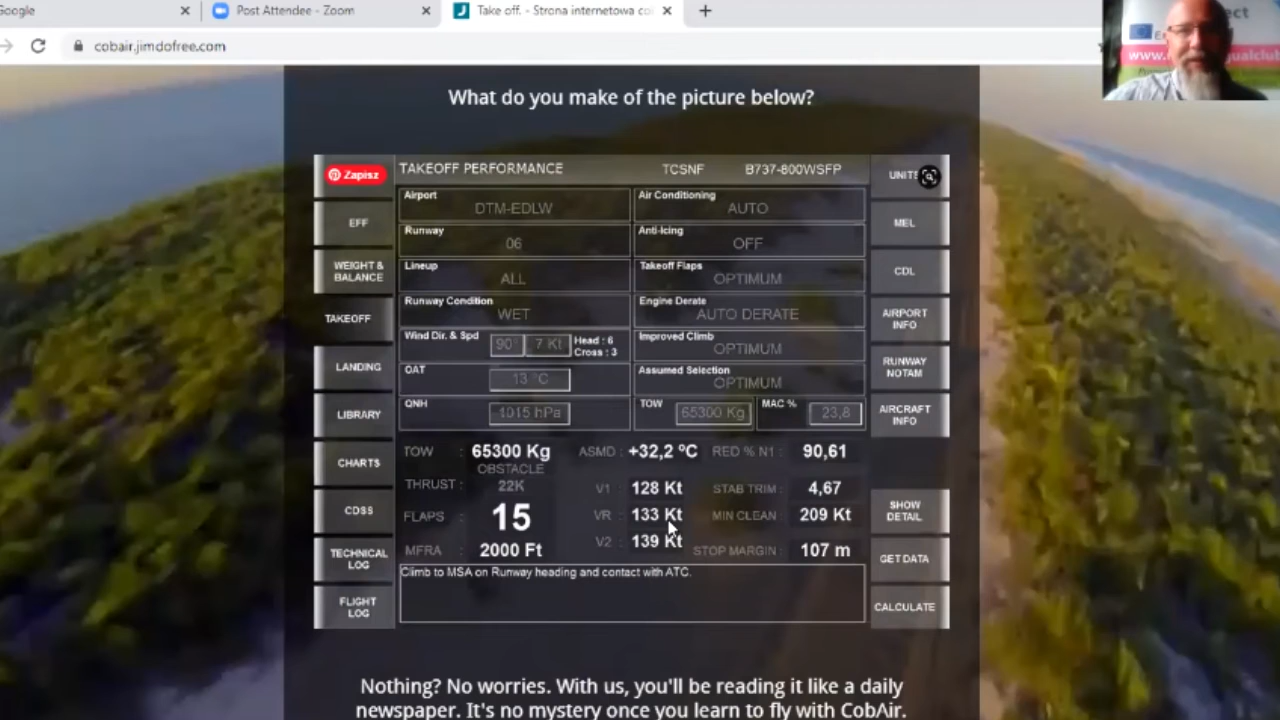 Google
Post Attendee - Zoom
Take off. - Strona internetowa co
cobair.jimdofree.com
What do you make of the picture below?
Zapisz
TAKEOFF PERFORMANCE TCSNF B737-800WSFP
UNITS
EFF
WEIGHT &
BALANCE
TAKEOFF
LANDING
LIBRARY
CHARTS
CDSS
TECHNICAL
LOG
FLIGHT
LOG
Airport
DTM-EDLW
Runway
06
Lineup
ALL
Runway Condition
WET
Wind Dir. & Spd 90° 7 Kt Head : 6
Cross : 3
OAT
13 °C
QNH
1015 hPa
Air Conditioning
AUTO
Anti-Icing
OFF
Takeoff Flaps
OPTIMUM
Engine Derate
AUTO DERATE
Improved Climb
OPTIMUM
Assumed Selection
OPTIMUM
TOW 65300 Kg MAC % 23,8
TOW : 65300 Kg ASMD : +32,2 ºC RED % N1 : 90,61
OBSTACLE
THRUST : 22K V1 : 128 Kt STAB TRIM : 4,67
FLAPS : 15 VR : 133 Kt MIN CLEAN : 209 Kt
V2 : 139 Kt
MFRA : 2000 Ft STOP MARGIN : 107 m
Climb to MSA on Runway heading and contact with ATC.
MEL
CDL
AIRPORT
INFO
RUNWAY
NOTAM
AIRCRAFT
INFO
SHOW
DETAIL
GET DATA
CALCULATE
Nothing? No worries. With us, you'll be reading it like a daily
newspaper. It's no mystery once you learn to fly with CobAir.